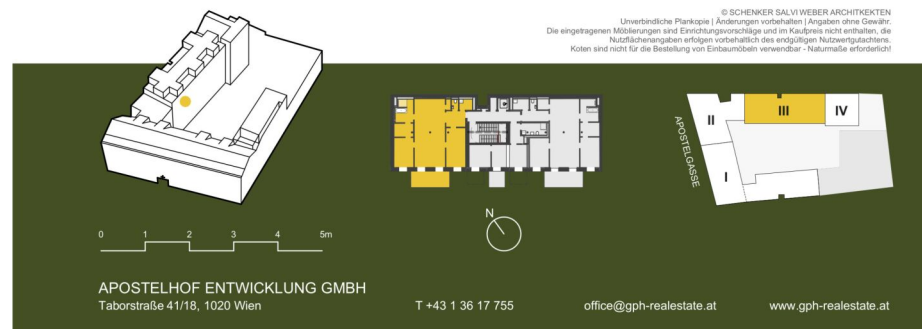 © SCHENKER SALVI WEBER ARCHITKEKTEN
Unverbindliche Plankopie | Änderungen vorbehalten | Angaben ohne Gewähr.
Die eingetragenen Möblierungen sind Einrichtungsvorschläge und im Kaufpreis nicht enthalten, die
Nutzflächenangaben erfolgen vorbehaltlich des endgültigen Nutzwertgutachtens.
Koten sind nicht für die Bestellung von Einbaumöbeln verwendbar - Naturmaße erforderlich!
II
III
IV
I
APOSTELGASSE
N
0 1 2 3 4 5m
APOSTELHOF ENTWICKLUNG GMBH
Taborstraße 41/18, 1020 Wien
T +43 1 36 17 755
office@gph-realestate.at
www.gph-realestate.at